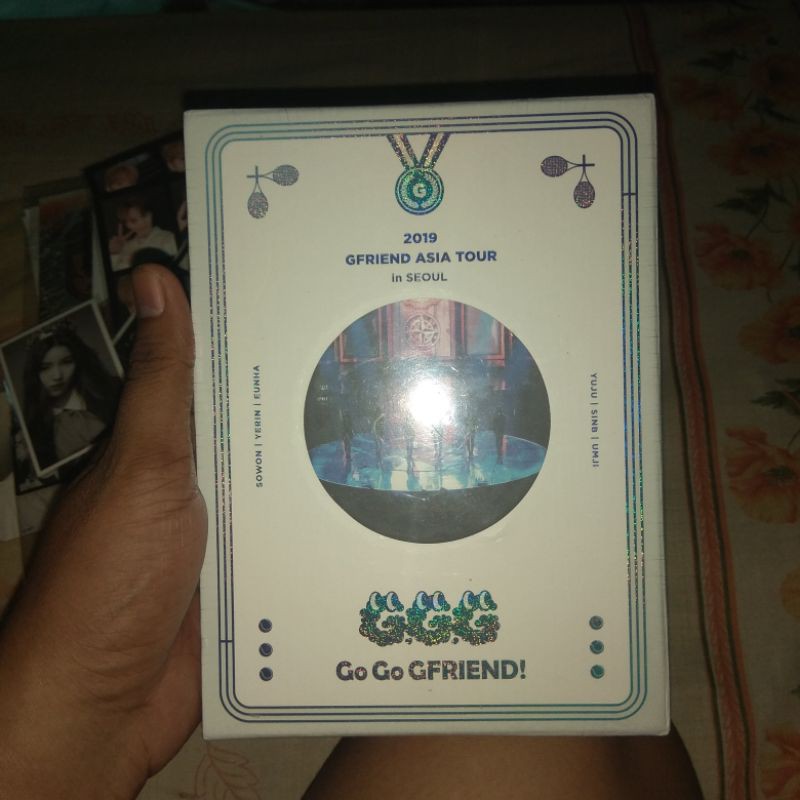 G
2019
GFRIEND ASIA TOUR
in SEOUL
SOWON | YERIN | EUNHA
YUJU | SINB | UMJI
G.G.G
GO GO GFRIEND!